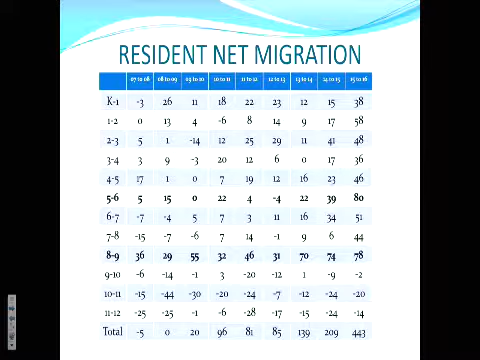 RESIDENT NET MIGRATION
07 to 08 08 to 09 09 to 10 10 to 11 11 to 12 12 to 13 13 to 14 14 to 15 15 to 16
K-1 -3 26 11 18 22 23 12 15 38
1-2 0 13 4 -6 8 14 9 17 58
2-3 5 1 -14 12 25 29 11 41 48
3-4 3 9 -3 20 12 6 0 17 36
4-5 17 1 0 7 19 12 16 23 46
5-6 5 15 0 22 4 -4 22 39 80
6-7 -7 -4 5 7 3 11 16 34 51
7-8 -15 -7 -6 7 14 -1 9 6 44
8-9 36 29 55 32 46 31 70 74 78
9-10 -6 -14 -1 3 -20 -12 1 -9 -2
10-11 -15 -44 -30 -20 -24 -7 -12 -24 -20
11-12 -25 -25 -1 -6 -28 -17 -15 -24 -14
Total -5 0 20 96 81 85 139 209 443